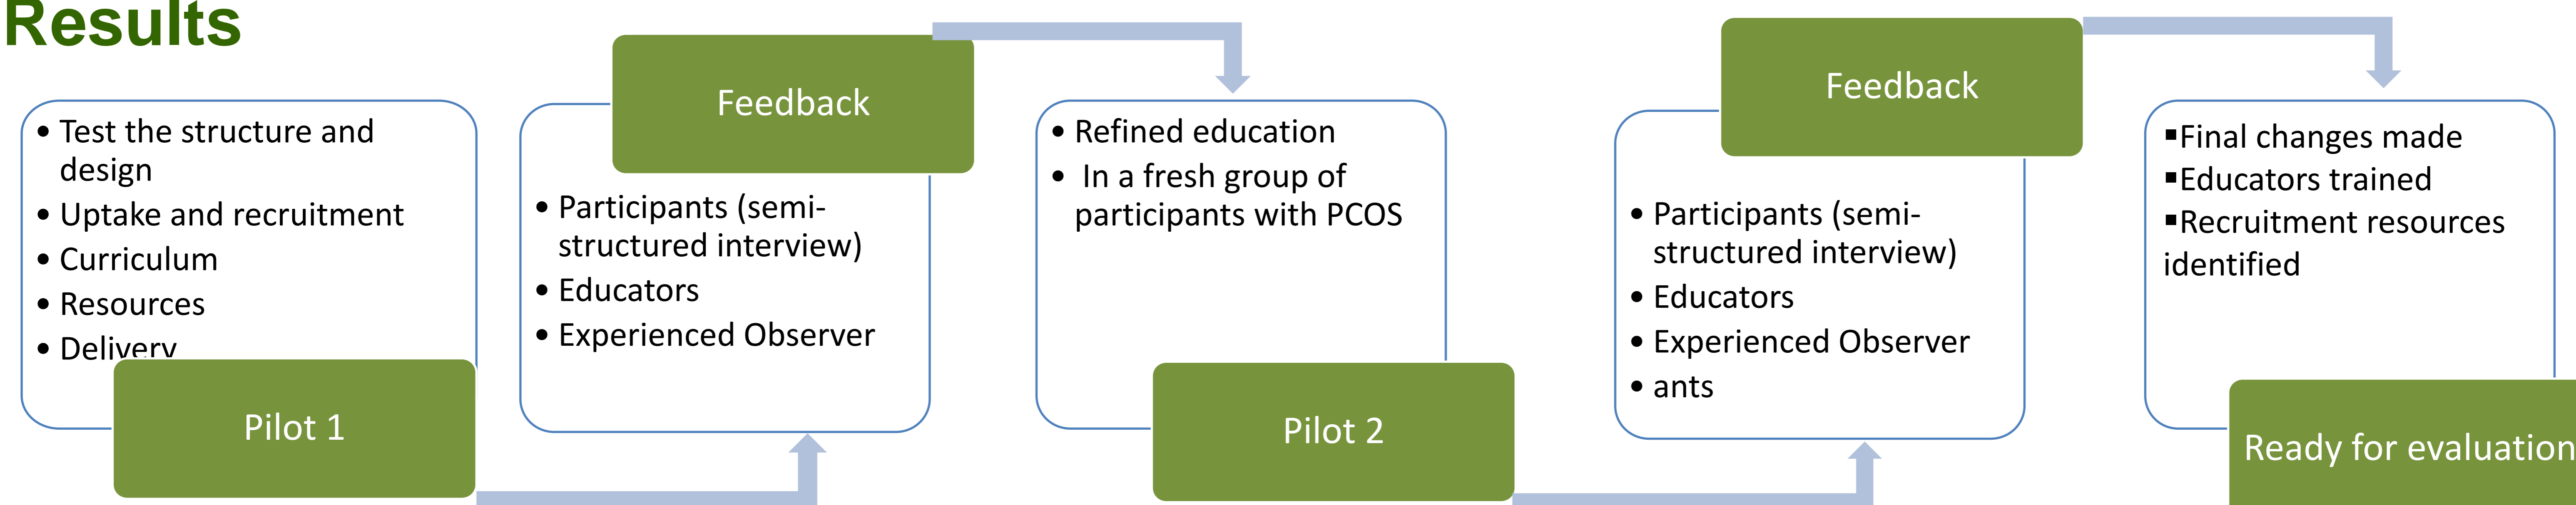 Results
• Test the structure and
design
• Uptake and recruitment
• Curriculum
• Resources
• Delivery
Pilot 1
Feedback
• Participants (semi-
structured interview)
• Educators
• Experienced Observer
• Refined education
• In a fresh group of
participants with PCOS
Pilot 2
Feedback
• Participants (semi-
structured interview)
• Educators
• Experienced Observer
• ants
▪Final changes made
▪Educators trained
▪Recruitment resources
identified
Ready for evaluation